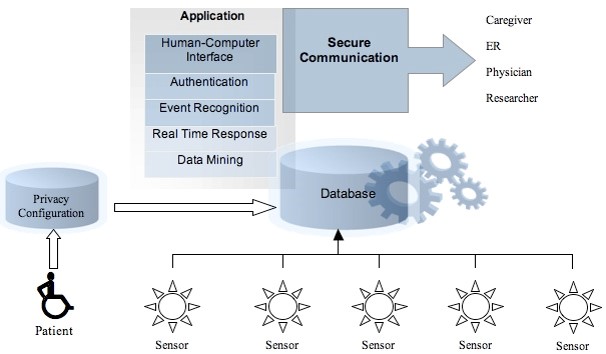 Application
Human-Computer
Interface
Authentication
Event Recognition
Real Time Response
Data Mining
Secure
Communication
Caregiver
ER
Physician
Researcher
Privacy
Configuration
Database
Patient
Sensor
Sensor
Sensor
Sensor
Sensor